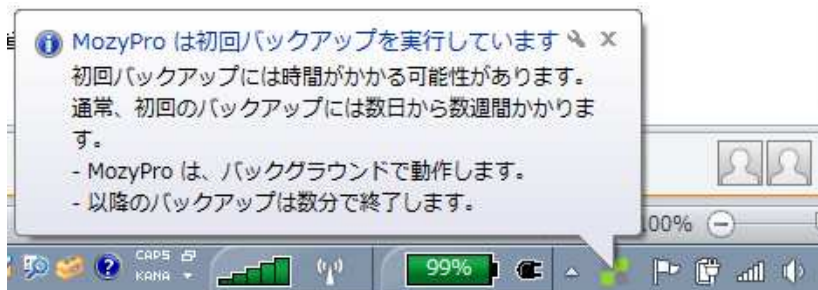 MozyPro は初回バックアップを実行しています
初回バックアップには時間がかかる可能性があります。
通常、初回のバックアップには数日から数週間かかりま
す。
- MozyPro は、バックグラウンドで動作します。
- 以降のバックアップは数分で終了します。
00%
CAPS
KANA
99%